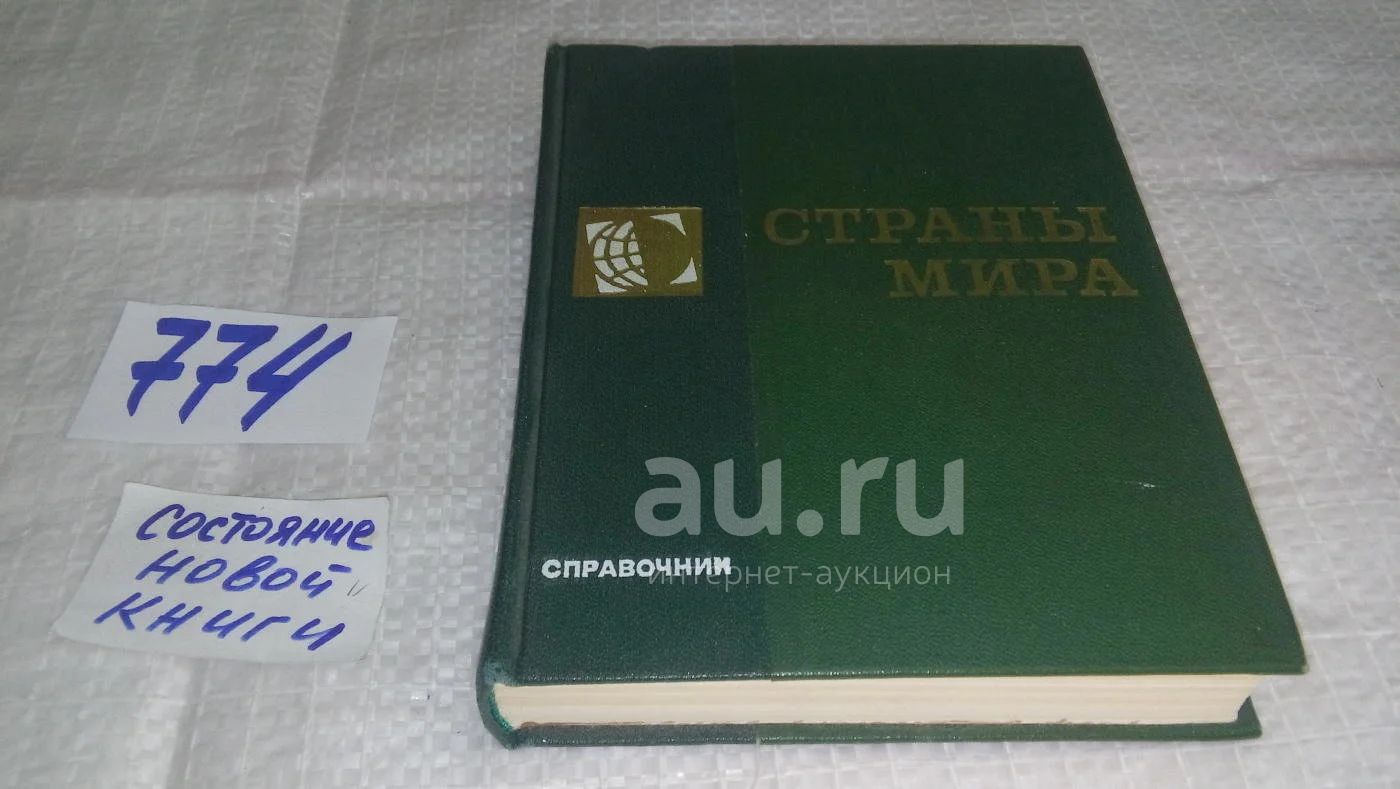 СТРАНЫ
МИРА
774
au.ru
состояние
новой
книги
СПРАВОЧНИК
интернет-аукцион